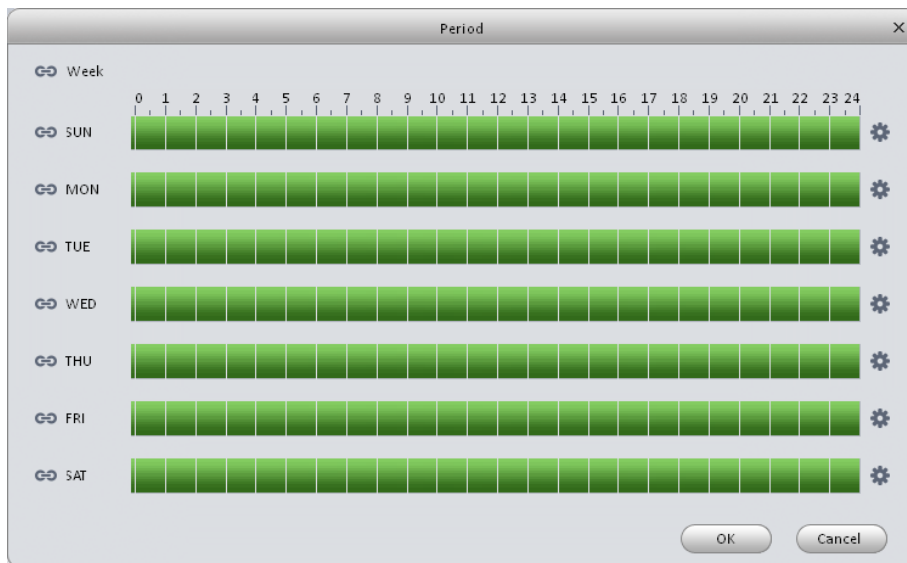 Period
Week
0 1 2 3 4 5 6 7 8 9 10 11 12 13 14 15 16 17 18 19 20 21 22 23 24
SUN
MON
TUE
WED
THU
FRI
SAT
OK Cancel